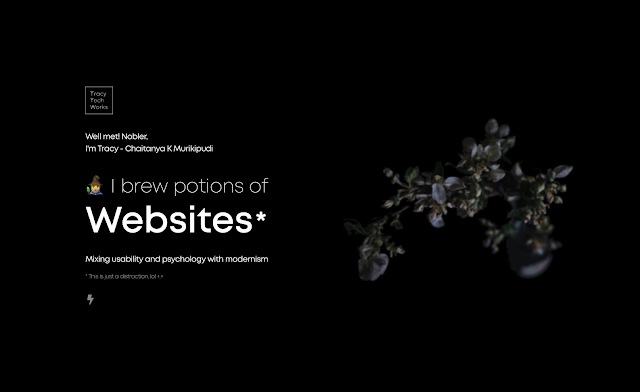 Tracy
Tech
Works
Well met! Nobler,
I'm Tracy - Chaitanya K Murikipudi
I brew potions of
Websites*
Mixing usability and psychology with modernism
* This is just a distraction, lol